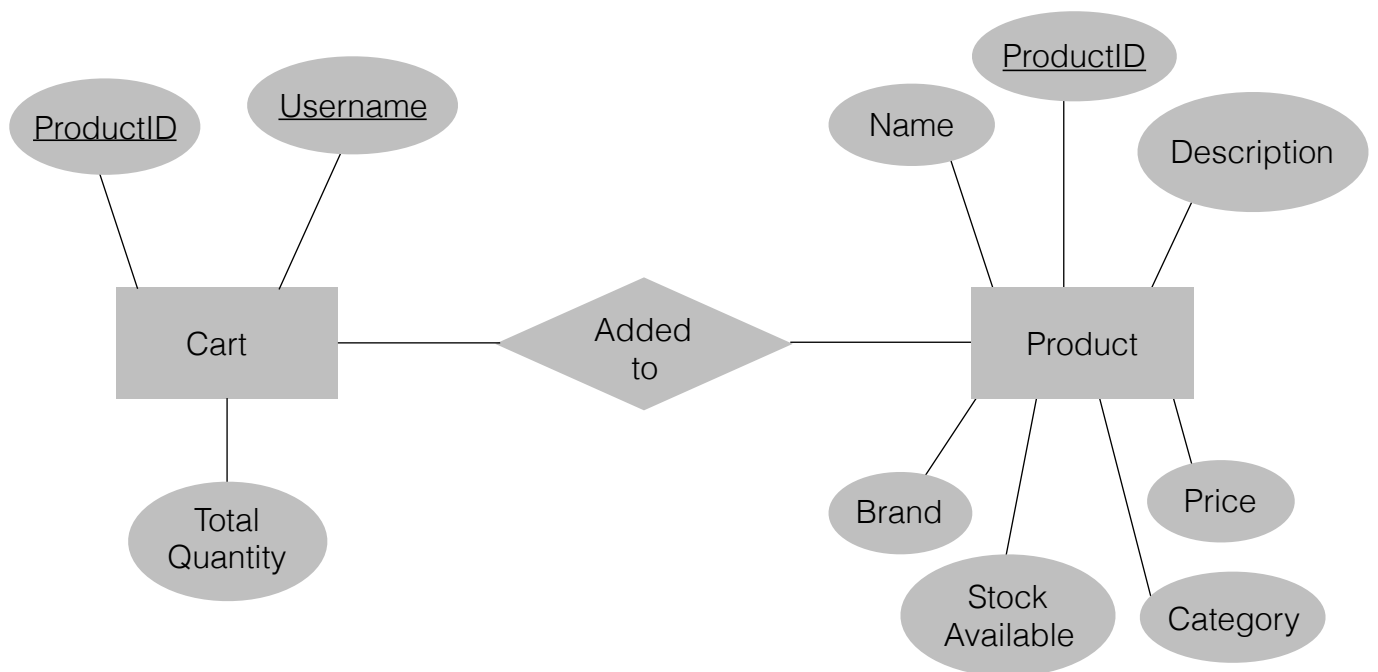 ProductID
Username
ProductID
Name
Description
Cart
Added
to
Product
Total
Quantity
Brand
Stock
Available
Category
Price